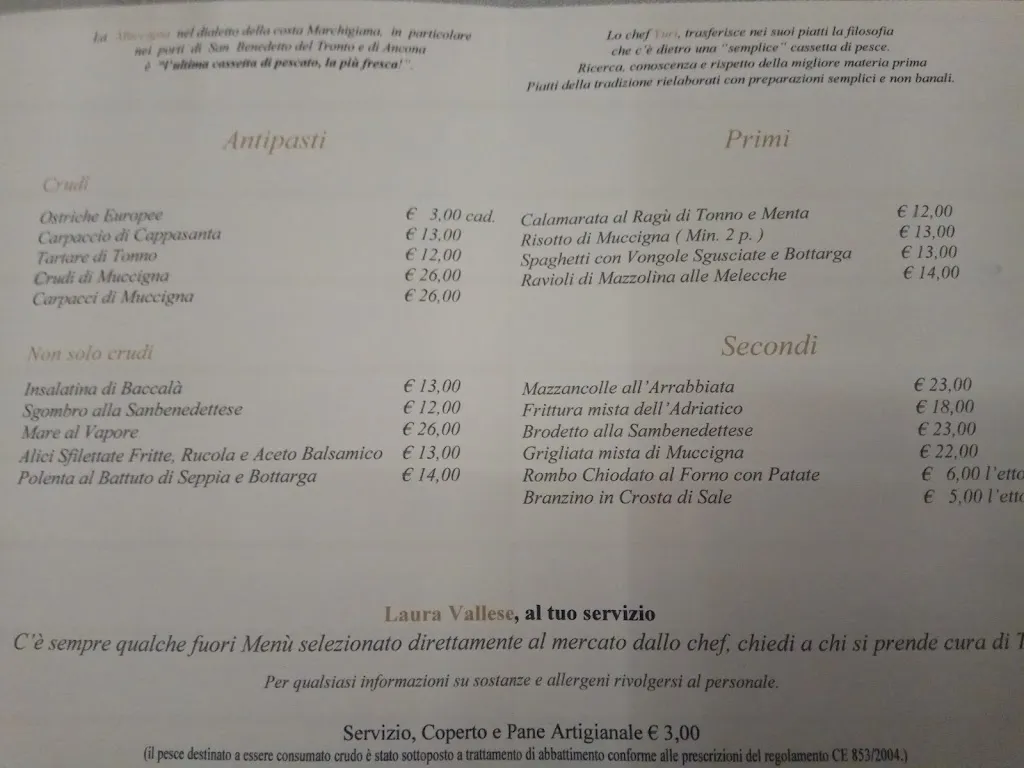 La Muccigna nel dialetto della costa Marchigiana, in particolare
nei porti di San Benedetto del Tronto e di Ancona
è "l'ultima cassetta di pescato, la più fresca!".
Lo chef Yuri, trasferisce nei suoi piatti la filosofia
che c'è dietro una "semplice" cassetta di pesce.
Ricerca, conoscenza e rispetto della migliore materia prima
Piatti della tradizione rielaborati con preparazioni semplici e non banali.
Antipasti
Crudi
Ostriche Europee € 3,00 cad.
Carpaccio di Cappasanta € 13,00
Tartare di Tonno € 12,00
Crudi di Muccigna € 26,00
Carpacci di Muccigna € 26,00
Non solo crudi
Insalatina di Baccalà € 13,00
Sgombro alla Sanbenedettese € 12,00
Mare al Vapore € 26,00
Alici Sfilettate Fritte, Rucola e Aceto Balsamico € 13,00
Polenta al Battuto di Seppia e Bottarga € 14,00
Primi
Calamarata al Ragù di Tonno e Menta € 12,00
Risotto di Muccigna ( Min. 2 p. ) € 13,00
Spaghetti con Vongole Sgusciate e Bottarga € 13,00
Ravioli di Mazzolina alle Melecche € 14,00
Secondi
Mazzancolle all'Arrabbiata € 23,00
Frittura mista dell'Adriatico € 18,00
Brodetto alla Sambenedettese € 23,00
Grigliata mista di Muccigna € 22,00
Rombo Chiodato al Forno con Patate € 6,00 l'etto
Branzino in Crosta di Sale € 5,00 l'etto
Laura Vallese, al tuo servizio
C'è sempre qualche fuori Menù selezionato direttamente al mercato dallo chef, chiedi a chi si prende cura di T
Per qualsiasi informazioni su sostanze e allergeni rivolgersi al personale.
Servizio, Coperto e Pane Artigianale € 3,00
(il pesce destinato a essere consumato crudo è stato sottoposto a trattamento di abbattimento conforme alle prescrizioni del regolamento CE 853/2004.)